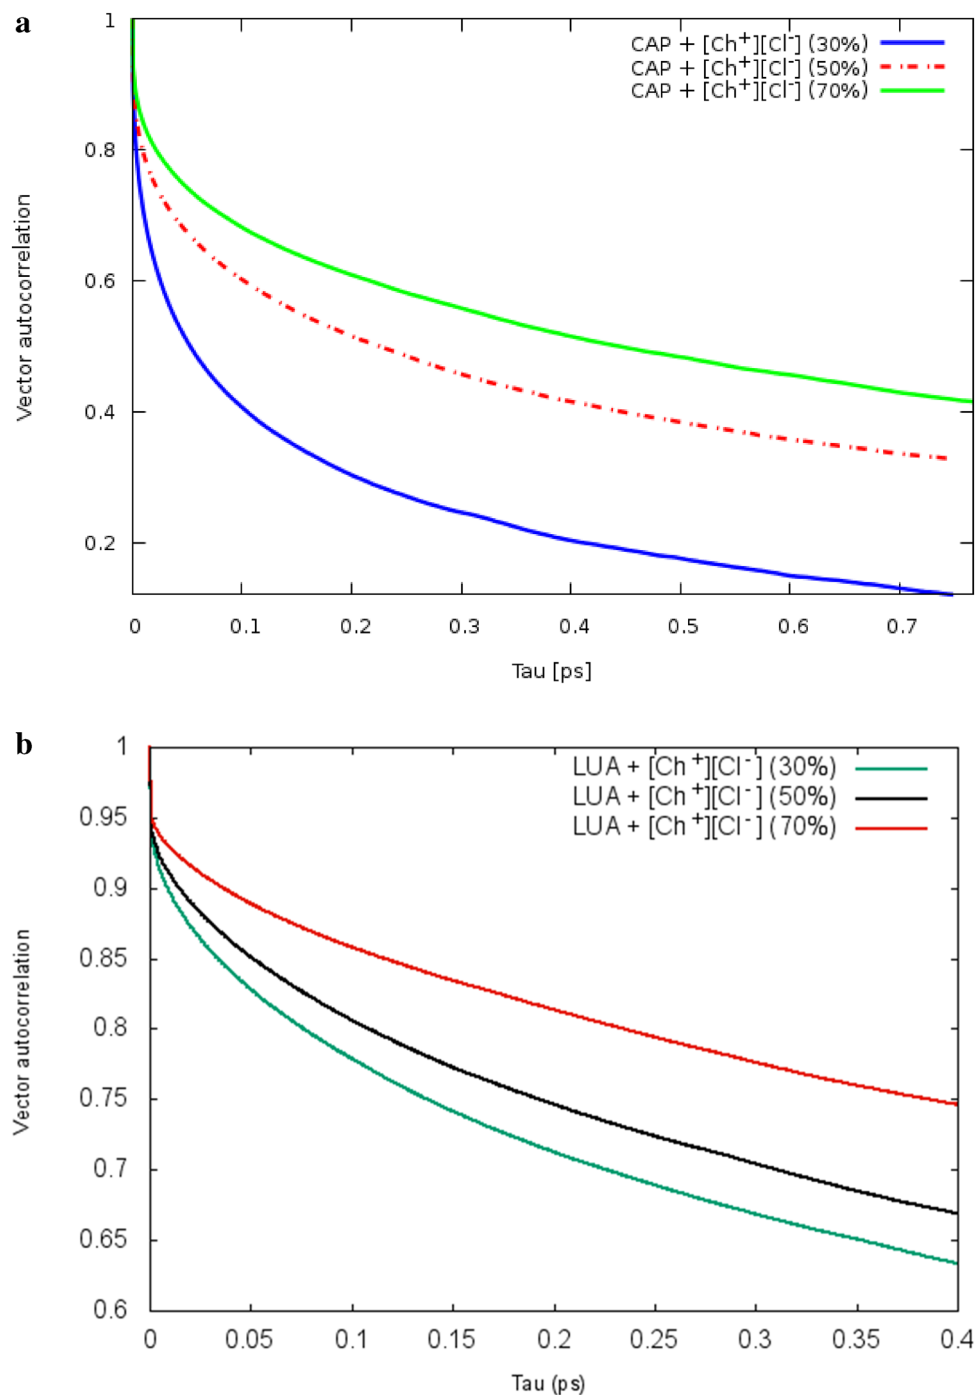 a
1
0.8
0.6
0.4
0.2
Vector autocorrelation
CAP + [Ch⁺][Cl⁻] (30%)
CAP + [Ch⁺][Cl⁻] (50%)
CAP + [Ch⁺][Cl⁻] (70%)
0 0.1 0.2 0.3 0.4 0.5 0.6 0.7
Tau [ps]
b
1
0.95
0.9
0.85
0.8
0.75
0.7
0.65
0.6
Vector autocorrelation
LUA + [Ch⁺][Cl⁻] (30%)
LUA + [Ch⁺][Cl⁻] (50%)
LUA + [Ch⁺][Cl⁻] (70%)
0 0.05 0.1 0.15 0.2 0.25 0.3 0.35 0.4
Tau (ps)